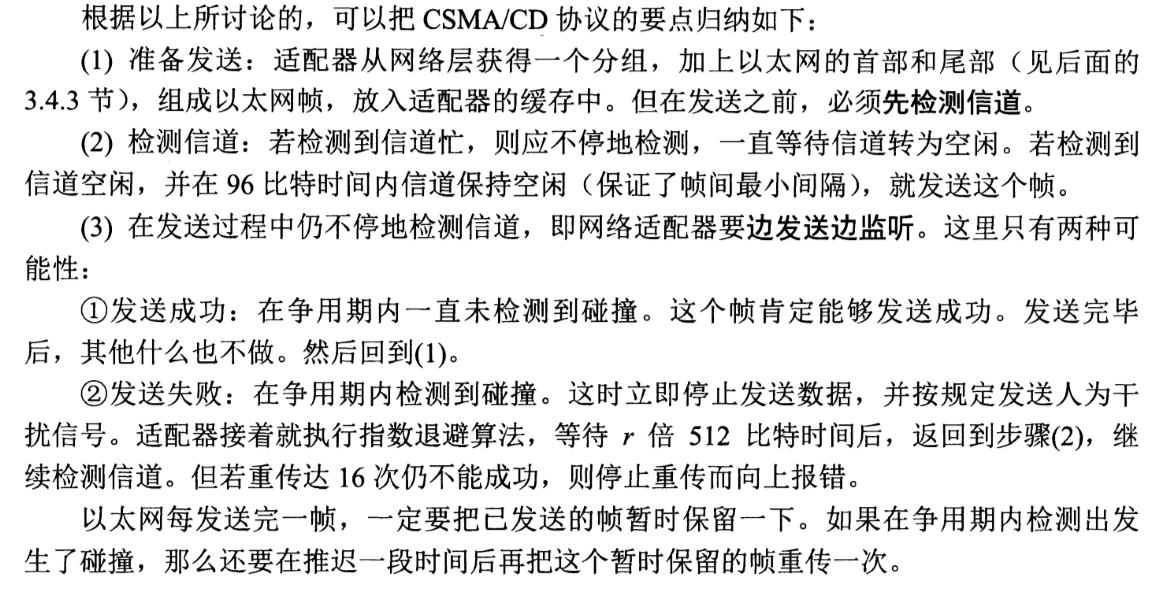 根据以上所讨论的，可以把 CSMA/CD 协议的要点归纳如下：
(1) 准备发送：适配器从网络层获得一个分组，加上以太网的首部和尾部（见后面的
3.4.3 节），组成以太网帧，放入适配器的缓存中。但在发送之前，必须先检测信道。
(2) 检测信道：若检测到信道忙，则应不停地检测，一直等待信道转为空闲。若检测到
信道空闲，并在 96 比特时间内信道保持空闲（保证了帧间最小间隔），就发送这个帧。
(3) 在发送过程中仍不停地检测信道，即网络适配器要边发送边监听。这里只有两种可
能性：
①发送成功：在争用期内一直未检测到碰撞。这个帧肯定能够发送成功。发送完毕
后，其他什么也不做。然后回到(1)。
②发送失败：在争用期内检测到碰撞。这时立即停止发送数据，并按规定发送人为干
扰信号。适配器接着就执行指数退避算法，等待 r 倍 512 比特时间后，返回到步骤(2)，继
续检测信道。但若重传达 16 次仍不能成功，则停止重传而向上报错。
以太网每发送完一帧，一定要把已发送的帧暂时保留一下。如果在争用期内检测出发
生了碰撞，那么还要在推迟一段时间后再把这个暂时保留的帧重传一次。